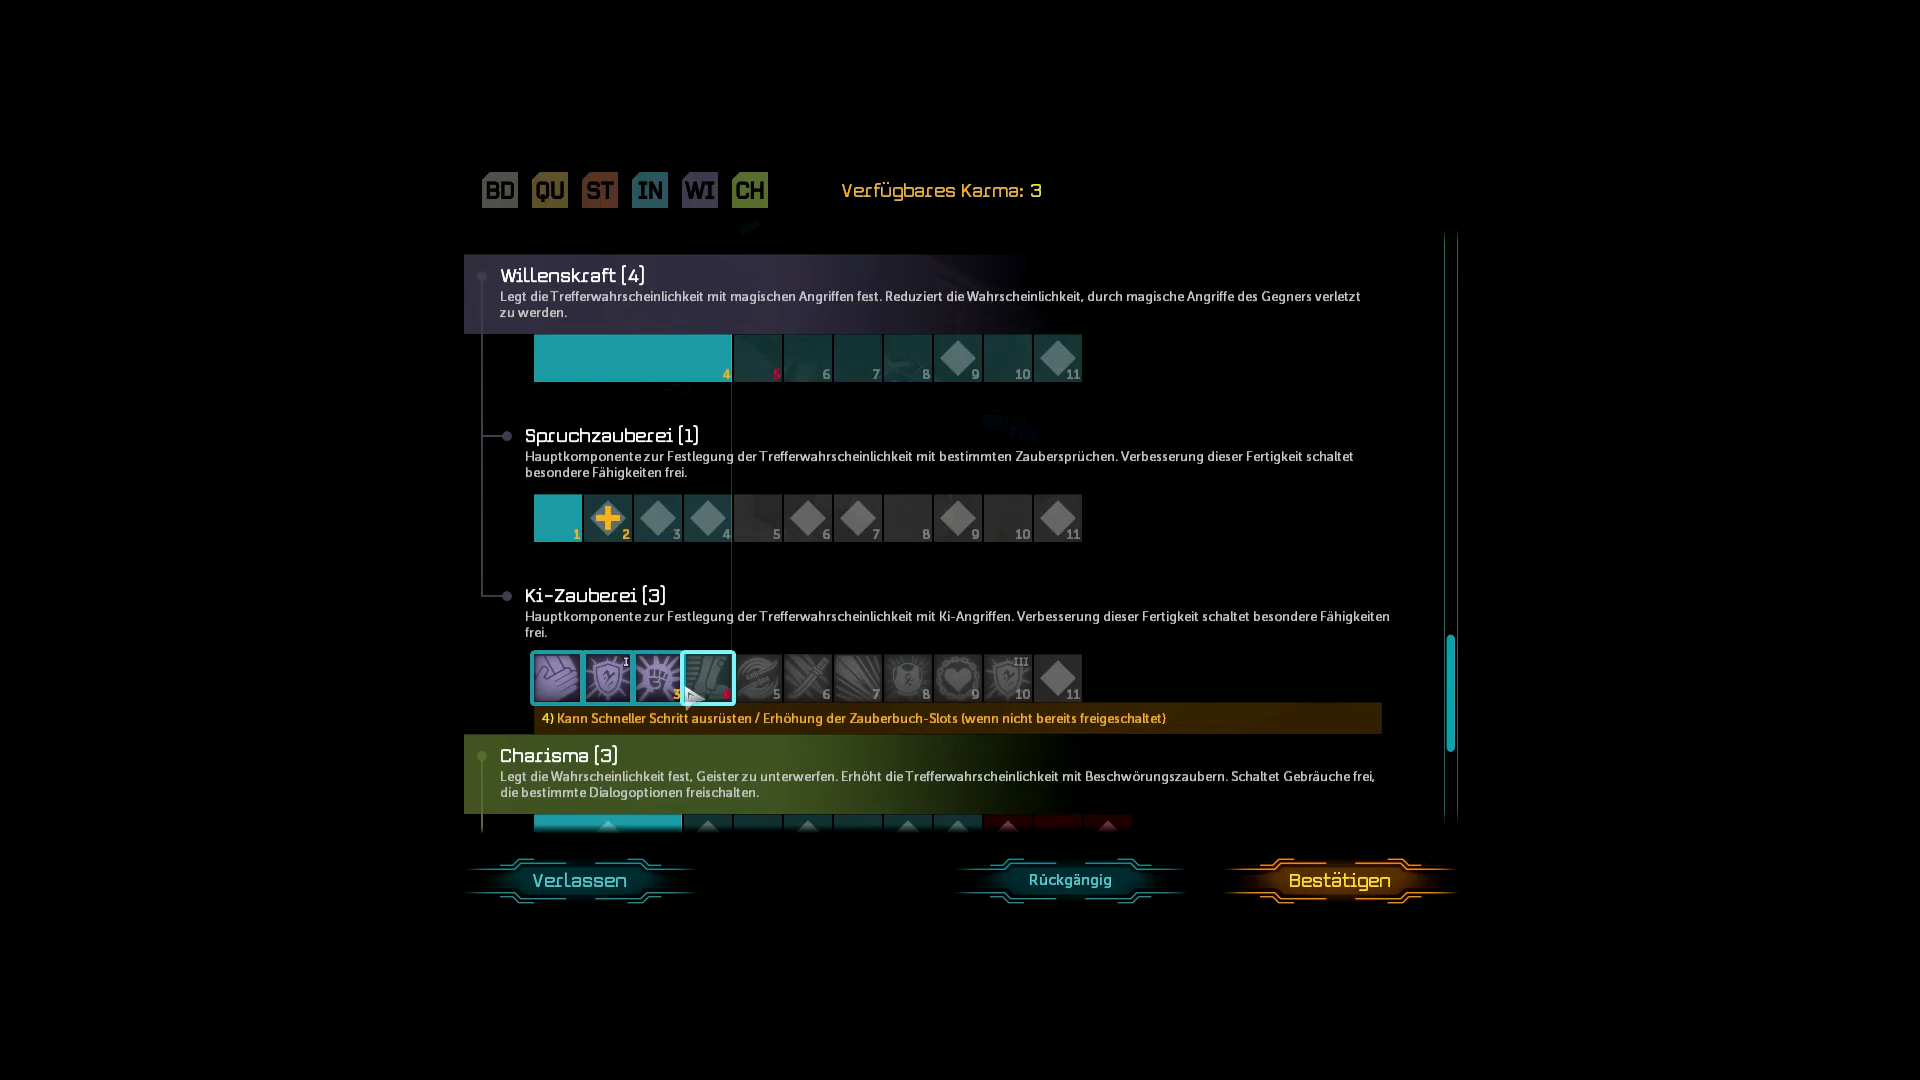 BD QU ST IN WI CH Verfügbares Karma: 3
Willenskraft (4)
Legt die Trefferwahrscheinlichkeit mit magischen Angriffen fest. Reduziert die Wahrscheinlichkeit, durch magische Angriffe des Gegners verletzt
zu werden.
4 5 6 7 8 9 10 11
Spruchzauberei (1)
Hauptkomponente zur Festlegung der Trefferwahrscheinlichkeit mit bestimmten Zaubersprüchen. Verbesserung dieser Fertigkeit schaltet
besondere Fähigkeiten frei.
1 2 3 4 5 6 7 8 9 10 11
Ki-Zauberei (3)
Hauptkomponente zur Festlegung der Trefferwahrscheinlichkeit mit Ki-Angriffen. Verbesserung dieser Fertigkeit schaltet besondere Fähigkeiten
frei.
I III
3 4 5 6 7 8 9 10 11
4) Kann Schneller Schritt ausrüsten / Erhöhung der Zauberbuch-Slots (wenn nicht bereits freigeschaltet)
Charisma (3)
Legt die Wahrscheinlichkeit fest, Geister zu unterwerfen. Erhöht die Trefferwahrscheinlichkeit mit Beschwörungszaubern. Schaltet Gebräuche frei,
die bestimmte Dialogoptionen freischalten.
Verlassen Rückgängig Bestätigen